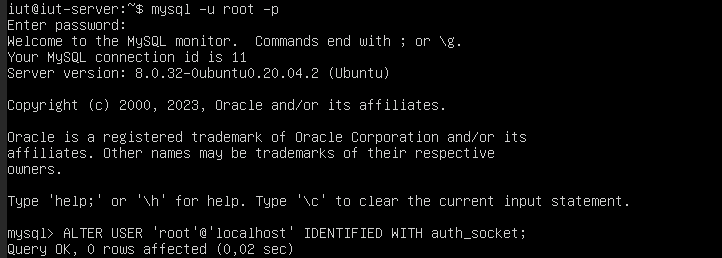 iut@iut-server:~$ mysql -u root -p
Enter password:
Welcome to the MySQL monitor.  Commands end with ; or \g.
Your MySQL connection id is 11
Server version: 8.0.32-0ubuntu0.20.04.2 (Ubuntu)

Copyright (c) 2000, 2023, Oracle and/or its affiliates.

Oracle is a registered trademark of Oracle Corporation and/or its
affiliates. Other names may be trademarks of their respective
owners.

Type 'help;' or '\h' for help. Type '\c' to clear the current input statement.

mysql> ALTER USER 'root'@'localhost' IDENTIFIED WITH auth_socket;
Query OK, 0 rows affected (0,02 sec)